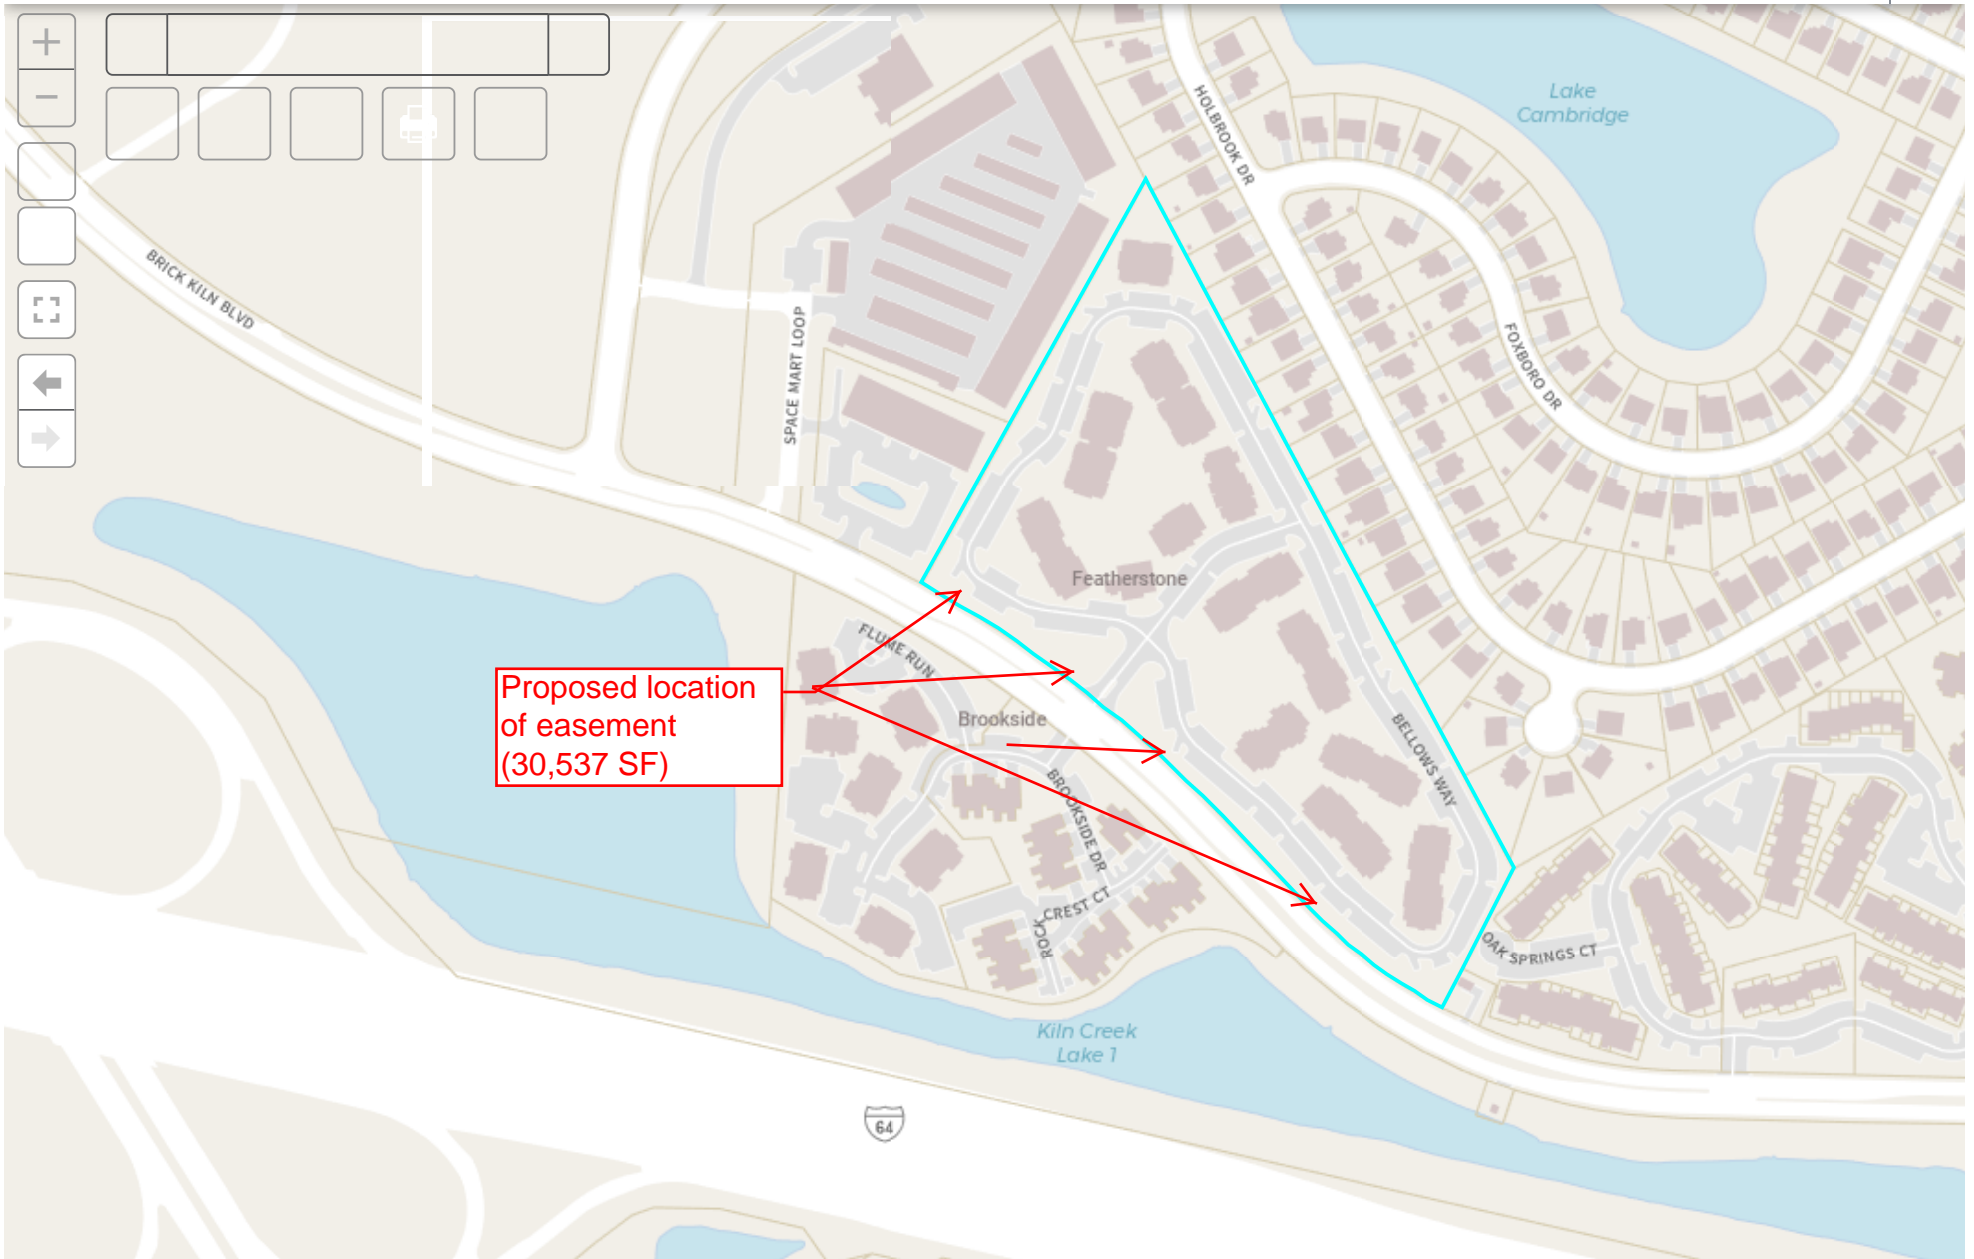 Lake
Cambridge
HOLBROOK DR
BRICK KILN BLVD
SPACE MART LOOP
FOXBORO DR
Featherstone
FLUME RUN
Proposed location
of easement
(30,537 SF)
Brookside
BELLOWS WAY
BROOKSIDE DR
ROCK CREST CT
OAK SPRINGS CT
Kiln Creek
Lake 1
64